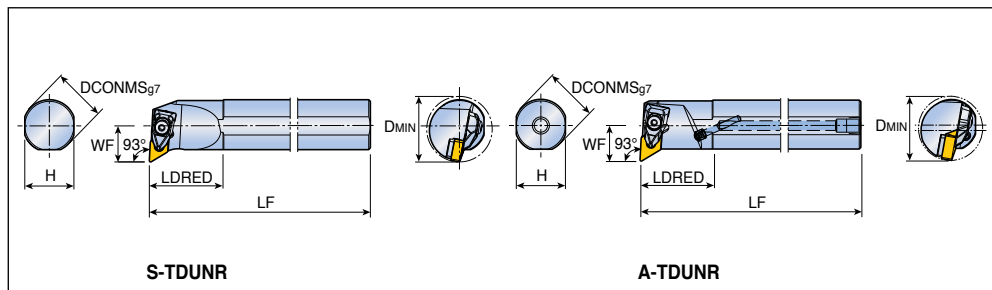 DCONMSg7
WF
93°
H
LDRED
LF
DMIN
S-TDUNR
DCONMSg7
WF
93°
H
LDRED
LF
DMIN
A-TDUNR